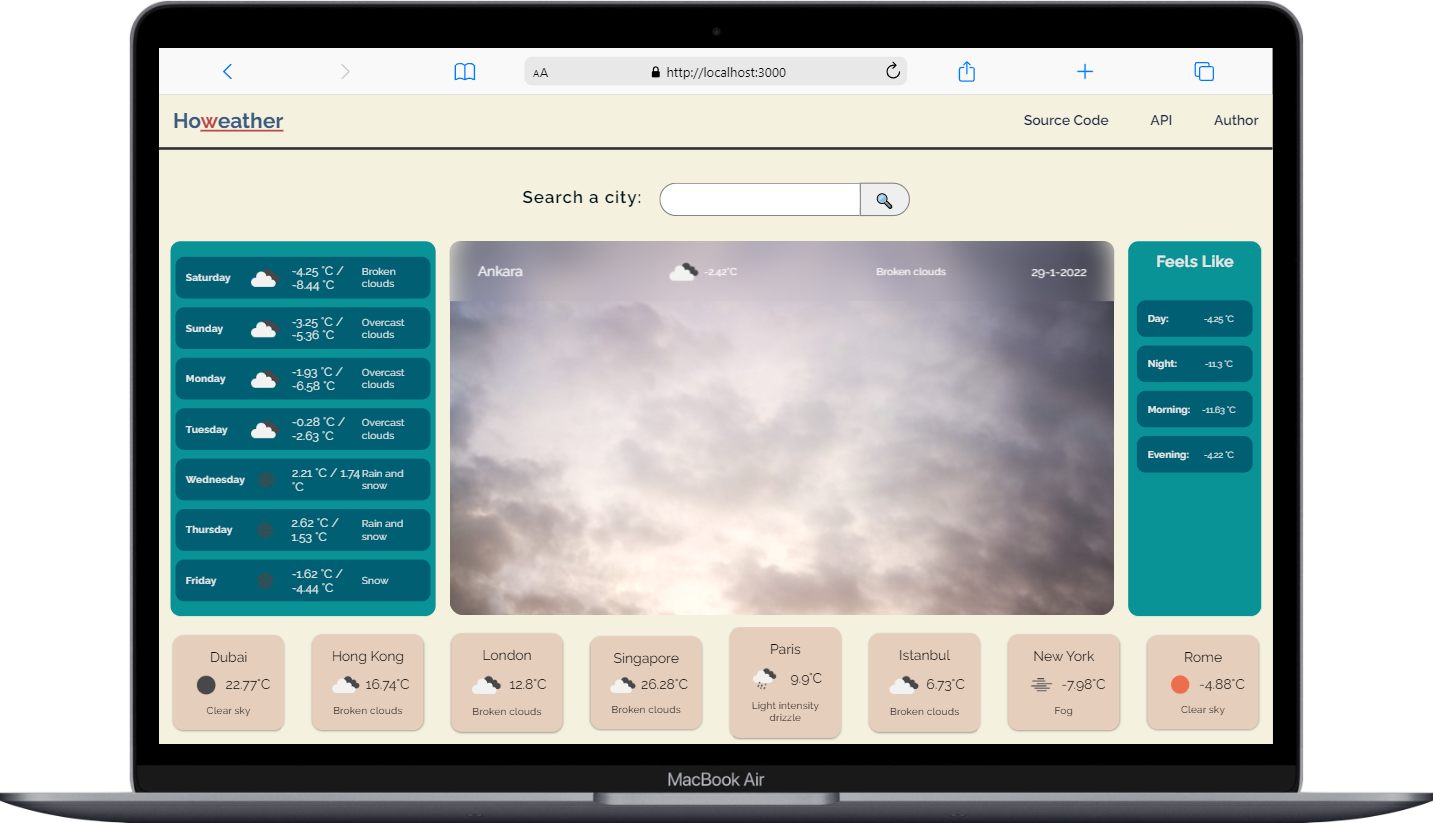 AA
http://localhost:3000
Howeather
Source Code
API
Author
Search a city:
Saturday
-4.25 °C /
-8.44 °C
Broken
clouds
Sunday
-3.25 °C /
-5.36 °C
Overcast
clouds
Monday
-1.93 °C /
-6.58 °C
Overcast
clouds
Tuesday
-0.28 °C /
-2.63 °C
Overcast
clouds
Wednesday
2.21 °C / 1.74
°C
Rain and
snow
Thursday
2.62 °C /
1.53 °C
Rain and
snow
Friday
-1.62 °C /
-4.44 °C
Snow
Ankara
-2.42°C
Broken clouds
29-1-2022
Feels Like
Day:
-4.25 °C
Night:
-11.3 °C
Morning:
-11.63 °C
Evening:
-4.22 °C
Dubai
22.77°C
Clear sky
Hong Kong
16.74°C
Broken clouds
London
12.8°C
Broken clouds
Singapore
26.28°C
Broken clouds
Paris
9.9°C
Light intensity
drizzle
Istanbul
6.73°C
Broken clouds
New York
-7.98°C
Fog
Rome
-4.88°C
Clear sky
MacBook Air